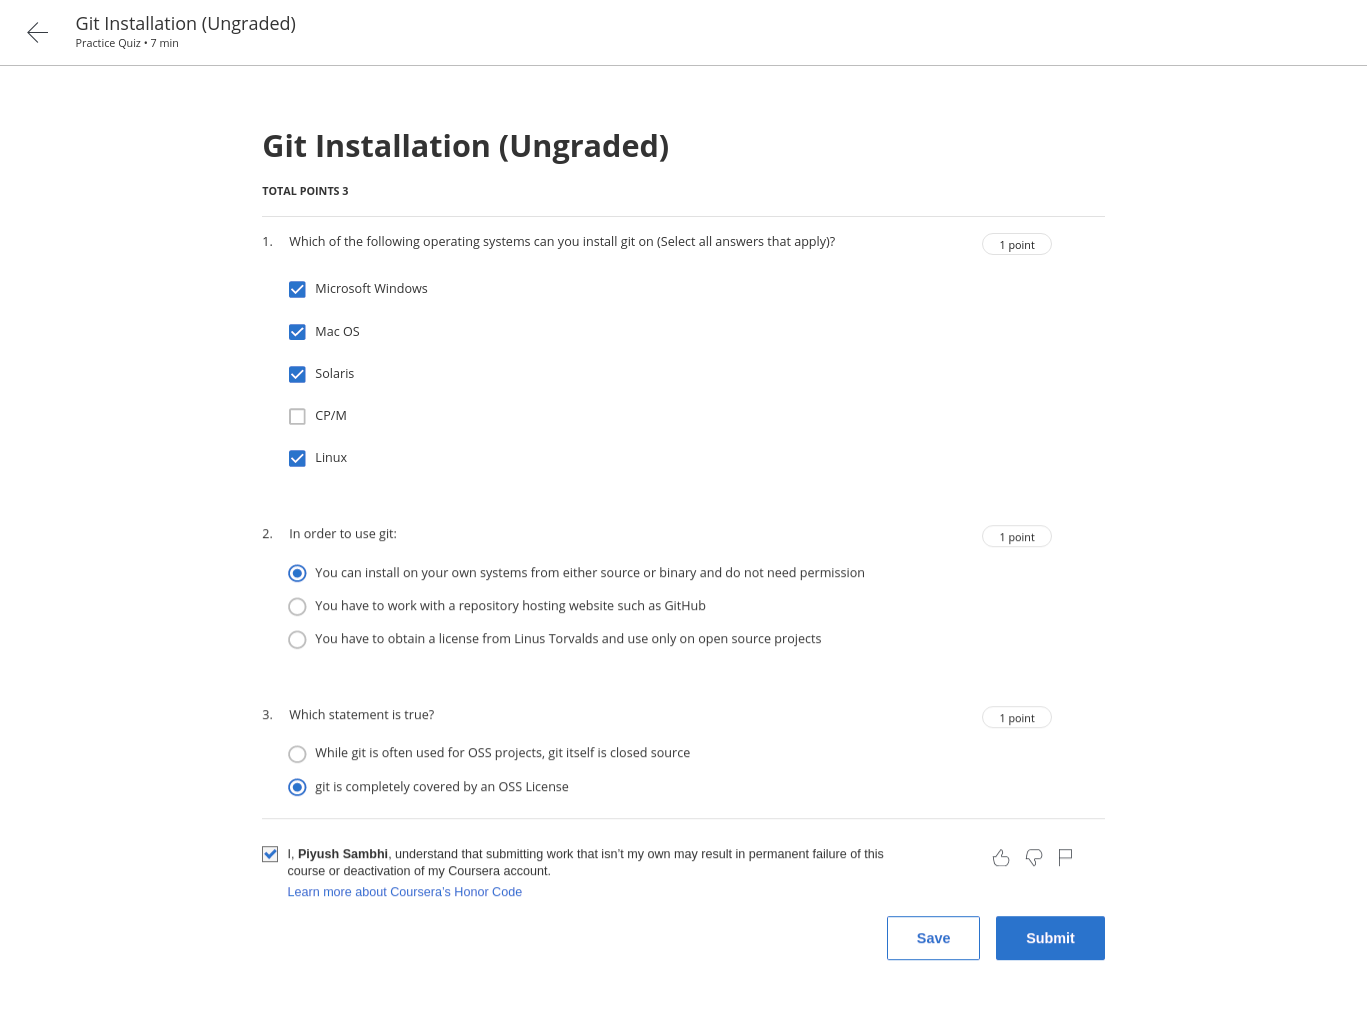 Git Installation (Ungraded)
Practice Quiz • 7 min
Git Installation (Ungraded)
TOTAL POINTS 3
1. Which of the following operating systems can you install git on (Select all answers that apply)? 1 point
Microsoft Windows
Mac OS
Solaris
CP/M
Linux
2. In order to use git: 1 point
You can install on your own systems from either source or binary and do not need permission
You have to work with a repository hosting website such as GitHub
You have to obtain a license from Linus Torvalds and use only on open source projects
3. Which statement is true? 1 point
While git is often used for OSS projects, git itself is closed source
git is completely covered by an OSS License
I, Piyush Sambhi, understand that submitting work that isn’t my own may result in permanent failure of this
course or deactivation of my Coursera account.
Learn more about Coursera’s Honor Code
Save Submit